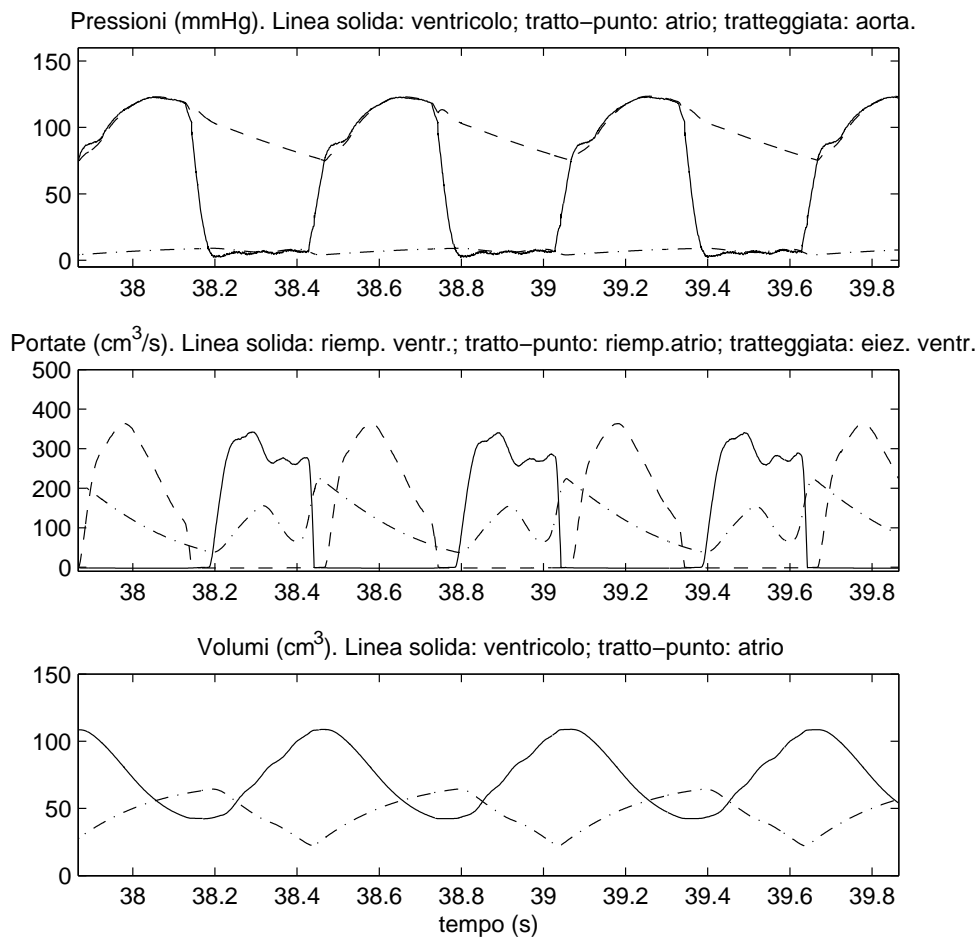 Pressioni (mmHg). Linea solida: ventricolo; tratto−punto: atrio; tratteggiata: aorta.
150
100
50
0
38 38.2 38.4 38.6 38.8 39 39.2 39.4 39.6 39.8
Portate (cm³/s). Linea solida: riemp. ventr.; tratto−punto: riemp.atrio; tratteggiata: eiez. ventr.
500
400
300
200
100
0
38 38.2 38.4 38.6 38.8 39 39.2 39.4 39.6 39.8
Volumi (cm³). Linea solida: ventricolo; tratto−punto: atrio
150
100
50
0
38 38.2 38.4 38.6 38.8 39 39.2 39.4 39.6 39.8
tempo (s)